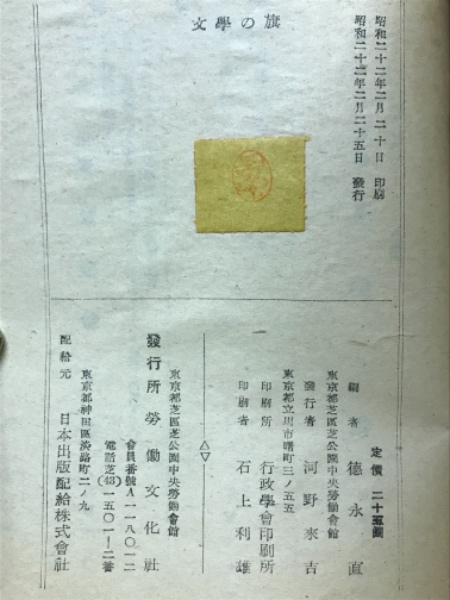 文學の旗
昭和二十二年二月二十日 印刷
昭和二十二年二月二十五日 發行
定價 二十五圓
編者 德永直
東京都芝區芝公園中央勞働會館
發行者 河野來吉
東京都立川市曙町三ノ五五
印刷所 行政學會印刷所
印刷者 石上利雄
東京都芝區芝公園中央勞働會館
發行所 勞働文化社
會員番號A一一八〇一二
電話芝(43)一五〇一—二番
東京都神田區淡路町二ノ九
配給元 日本出版配給株式會社